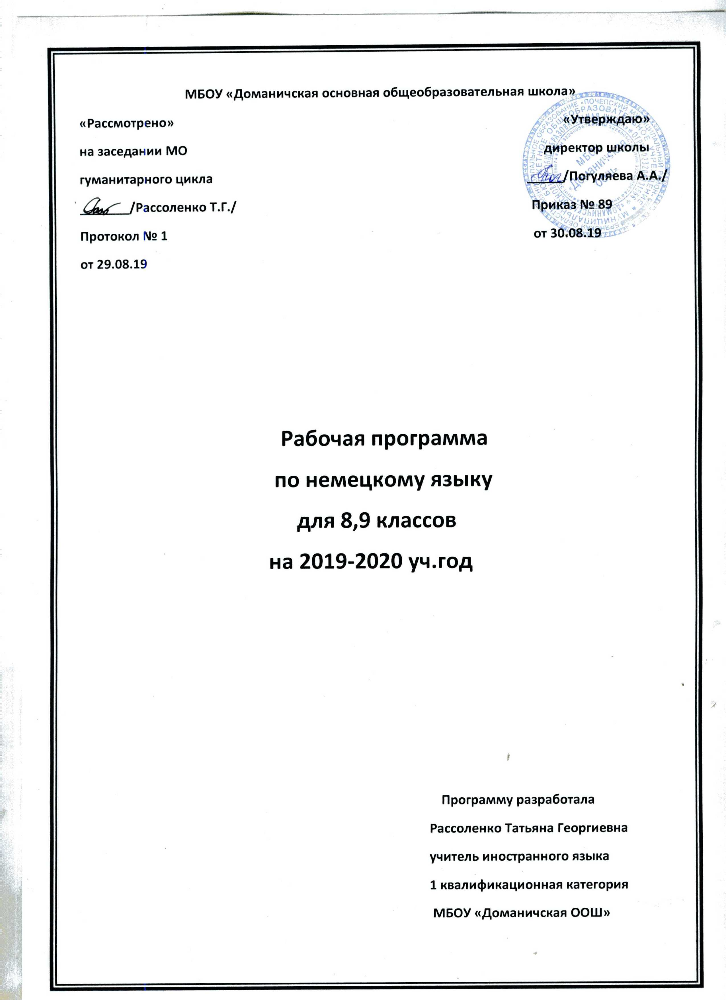 МБОУ «Доманичская основная общеобразовательная школа»
«Рассмотрено»
на заседании МО
гуманитарного цикла
/Рассоленко Т.Г./
Протокол № 1
от 29.08.19
«Утверждаю»
директор школы
/Погуляева А.А./
Приказ № 89
от 30.08.19
МБОУ
«Доманичская
ООШ»
Рабочая программа
по немецкому языку
для 8,9 классов
на 2019-2020 уч.год
Программу разработала
Рассоленко Татьяна Георгиевна
учитель иностранного языка
1 квалификационная категория
МБОУ «Доманичская ООШ»